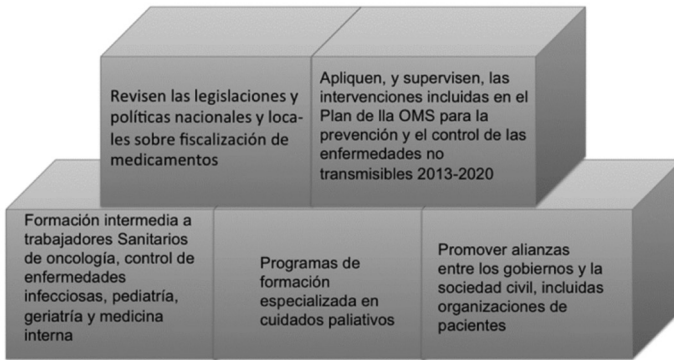 Revisen las legislaciones y
políticas nacionales y loca-
les sobre fiscalización de
medicamentos
Apliquen, y supervisen, las
intervenciones incluidas en el
Plan de lla OMS para la
prevención y el control de las
enfermedades no
transmisibles 2013-2020
Formación intermedia a
trabajadores Sanitarios
de oncología, control de
enfermedades
infecciosas, pediatría,
geriatría y medicina
interna
Programas de
formación
especializada en
cuidados paliativos
Promover alianzas
entre los gobiernos y la
sociedad civil, incluidas
organizaciones de
pacientes